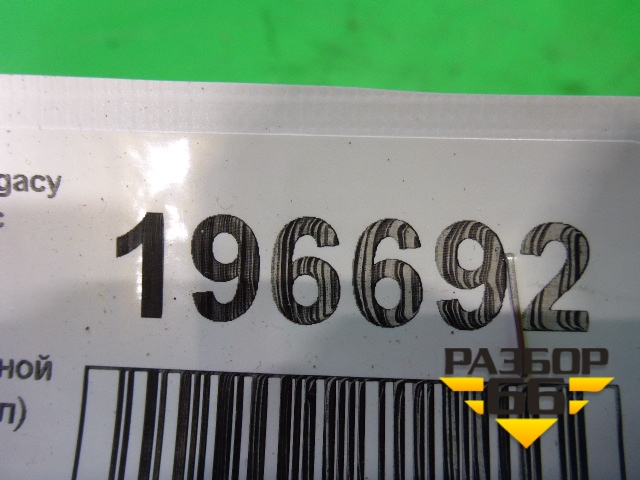 gacy
с
196692
ной
л)
РАЗБОР
66